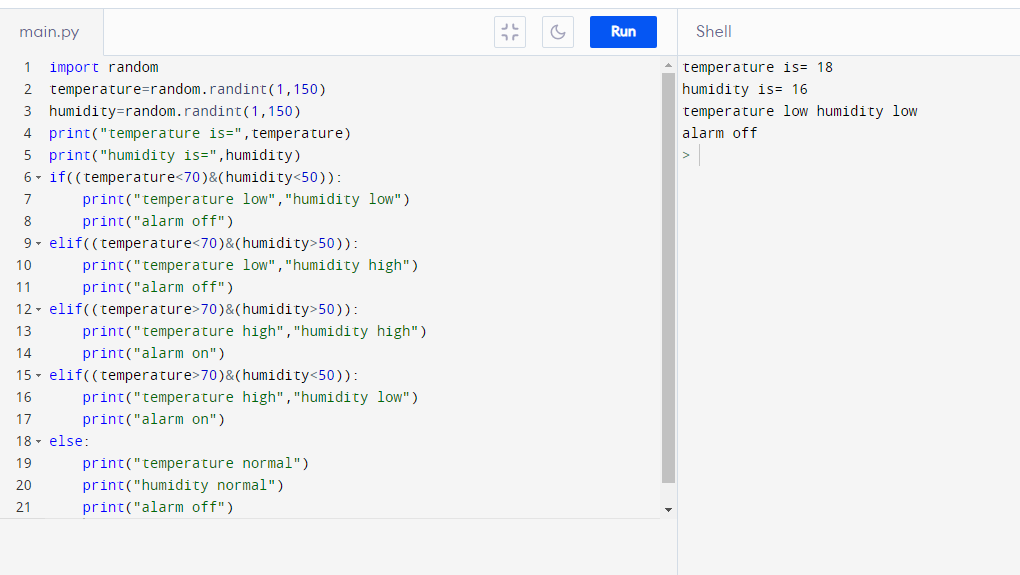 main.py
Run
Shell
1 import random
2 temperature=random.randint(1,150)
3 humidity=random.randint(1,150)
4 print("temperature is=",temperature)
5 print("humidity is=",humidity)
6 if((temperature<70)&(humidity<50)):
7     print("temperature low","humidity low")
8     print("alarm off")
9 elif((temperature<70)&(humidity>50)):
10     print("temperature low","humidity high")
11     print("alarm off")
12 elif((temperature>70)&(humidity>50)):
13     print("temperature high","humidity high")
14     print("alarm on")
15 elif((temperature>70)&(humidity<50)):
16     print("temperature high","humidity low")
17     print("alarm on")
18 else:
19     print("temperature normal")
20     print("humidity normal")
21     print("alarm off")
temperature is= 18
humidity is= 16
temperature low humidity low
alarm off
>